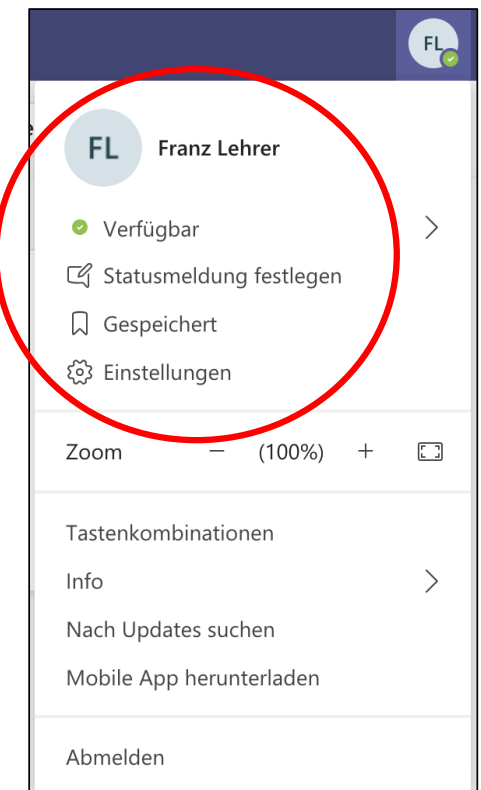 FL
FL
Franz Lehrer
Verfügbar
Statusmeldung festlegen
Gespeichert
Einstellungen
Zoom — (100%) +
Tastenkombinationen
Info
Nach Updates suchen
Mobile App herunterladen
Abmelden